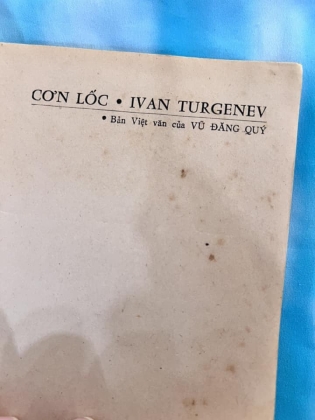 CƠN LỐC • IVAN TURGENEV
• Bản Việt văn của VŨ ĐĂNG QUÝ